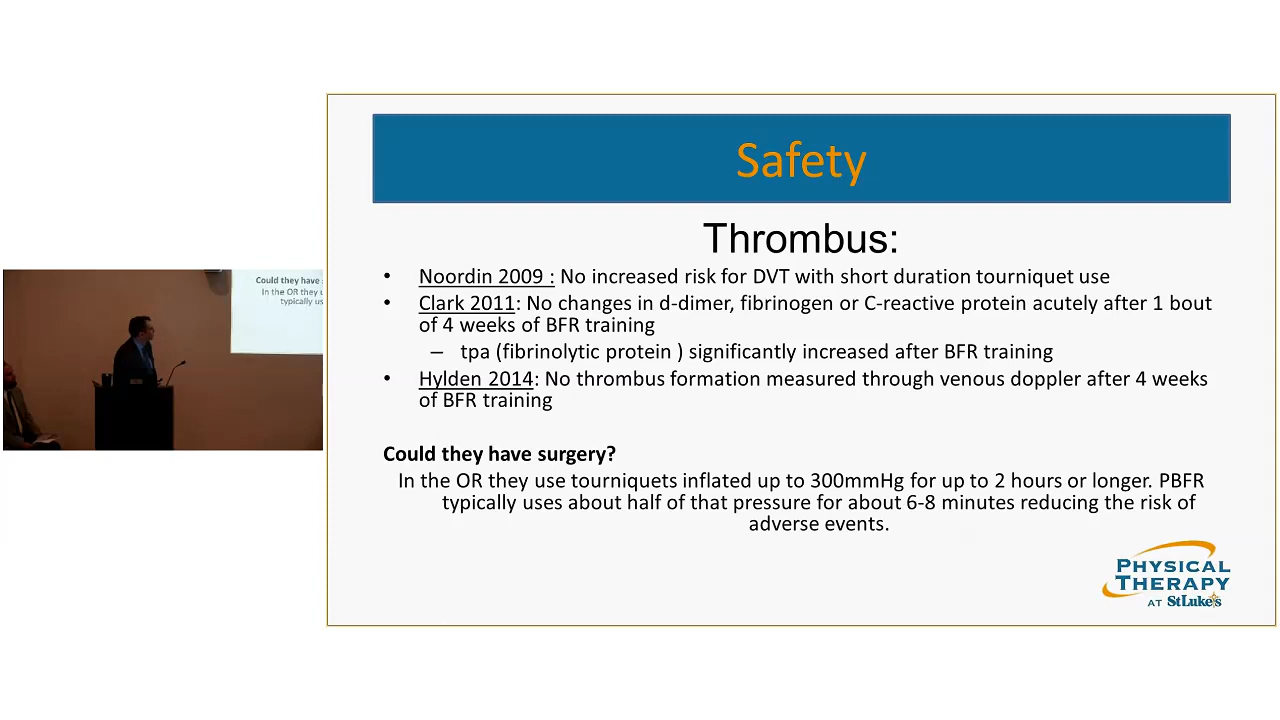 Safety
Thrombus:
• Noordin 2009 : No increased risk for DVT with short duration tourniquet use
• Clark 2011: No changes in d-dimer, fibrinogen or C-reactive protein acutely after 1 bout
of 4 weeks of BFR training
– tpa (fibrinolytic protein ) significantly increased after BFR training
• Hylden 2014: No thrombus formation measured through venous doppler after 4 weeks
of BFR training
Could they have surgery?
In the OR they use tourniquets inflated up to 300mmHg for up to 2 hours or longer. PBFR
typically uses about half of that pressure for about 6-8 minutes reducing the risk of
adverse events.
PHYSICAL
THERAPY
AT StLuke's
Could they have
In the OR they u
typically us